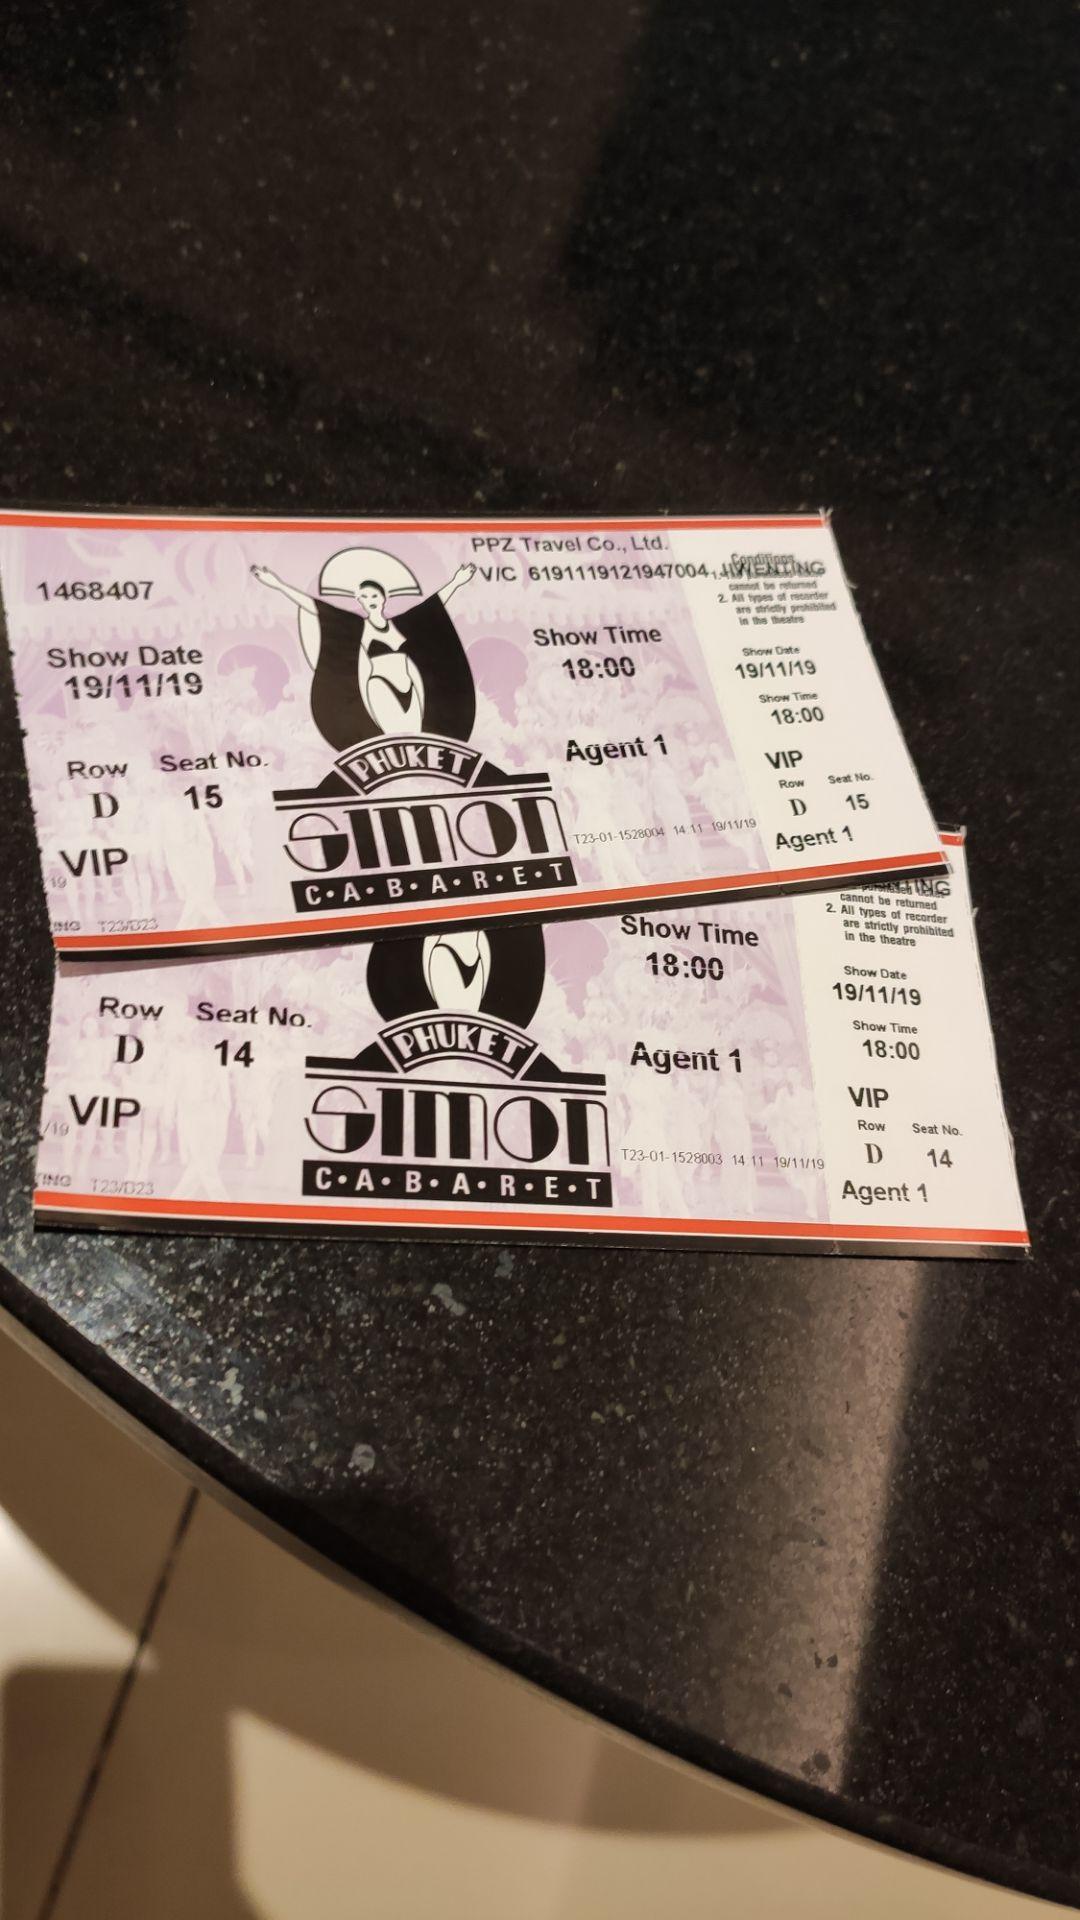 PPZ Travel Co., Ltd.
1468407
V/C 6191119121947004
Conditions
cannot be returned
2. All types of recorder
are strictly prohibited
in the theatre
Show Date
19/11/19
Show Time
18:00
Show Date
19/11/19
Show Time
18:00
Row Seat No.
D 15
VIP
Agent 1
PHUKET
SIMON
C•A•B•A•R•E•T
T23-01-1528004 14 11 19/11/19
VIP
Row Seat No.
D 15
Agent 1
19
ING T23/D23
cannot be returned
2. All types of recorder
are strictly prohibited
in the theatre
Show Time
18:00
Show Date
19/11/19
Show Time
18:00
Row Seat No.
D 14
VIP
Agent 1
PHUKET
SIMON
C•A•B•A•R•E•T
T23-01-1528003 14 11 19/11/19
VIP
Row Seat No.
D 14
Agent 1
/19
ING T23/D23